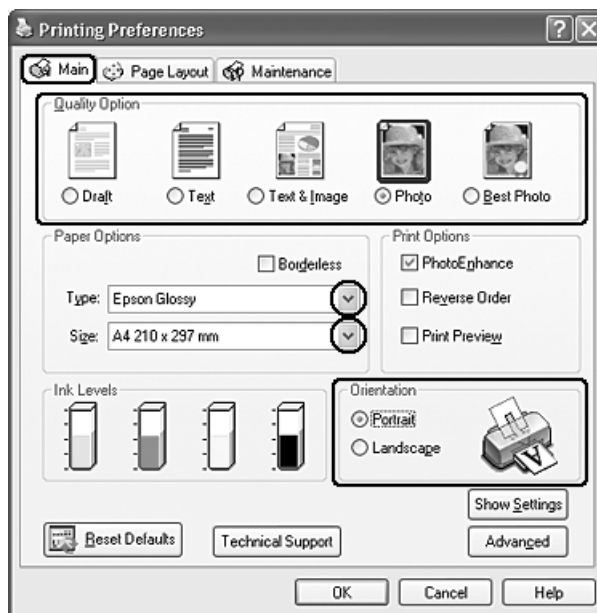 Printing Preferences
Main Page Layout Maintenance
Quality Option
Draft Text Text & Image Photo Best Photo
Paper Options
Borderless
Type: Epson Glossy
Size: A4 210 x 297 mm
Print Options
PhotoEnhance
Reverse Order
Print Preview
Ink Levels
Orientation
Portrait
Landscape
A
Show Settings
Reset Defaults Technical Support Advanced
OK Cancel Help